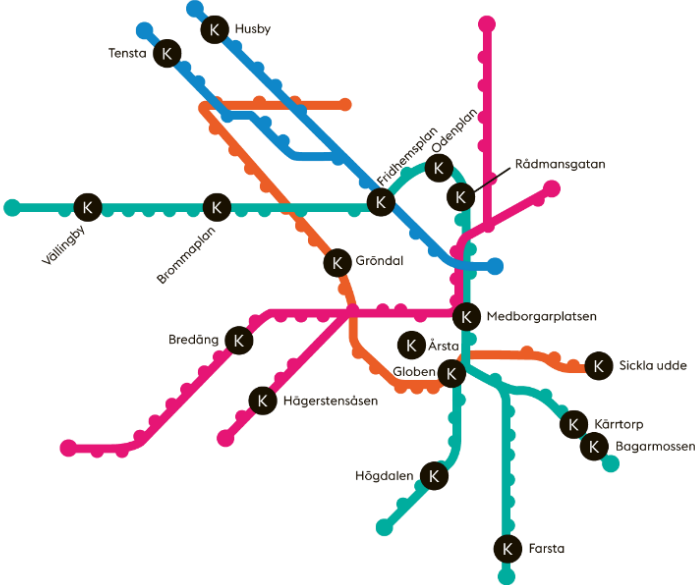 K Husby
Tensta K
Fridhemsplan
Odenplan
K
Rådmansgatan
K
K
K
K
Vällingby
Brommaplan
K Gröndal
K Medborgarplatsen
Bredäng K
K Årsta
Globen K
K Sickla udde
K Hägerstensåsen
K Kärrtorp
K Bagarmossen
Högdalen K
K Farsta